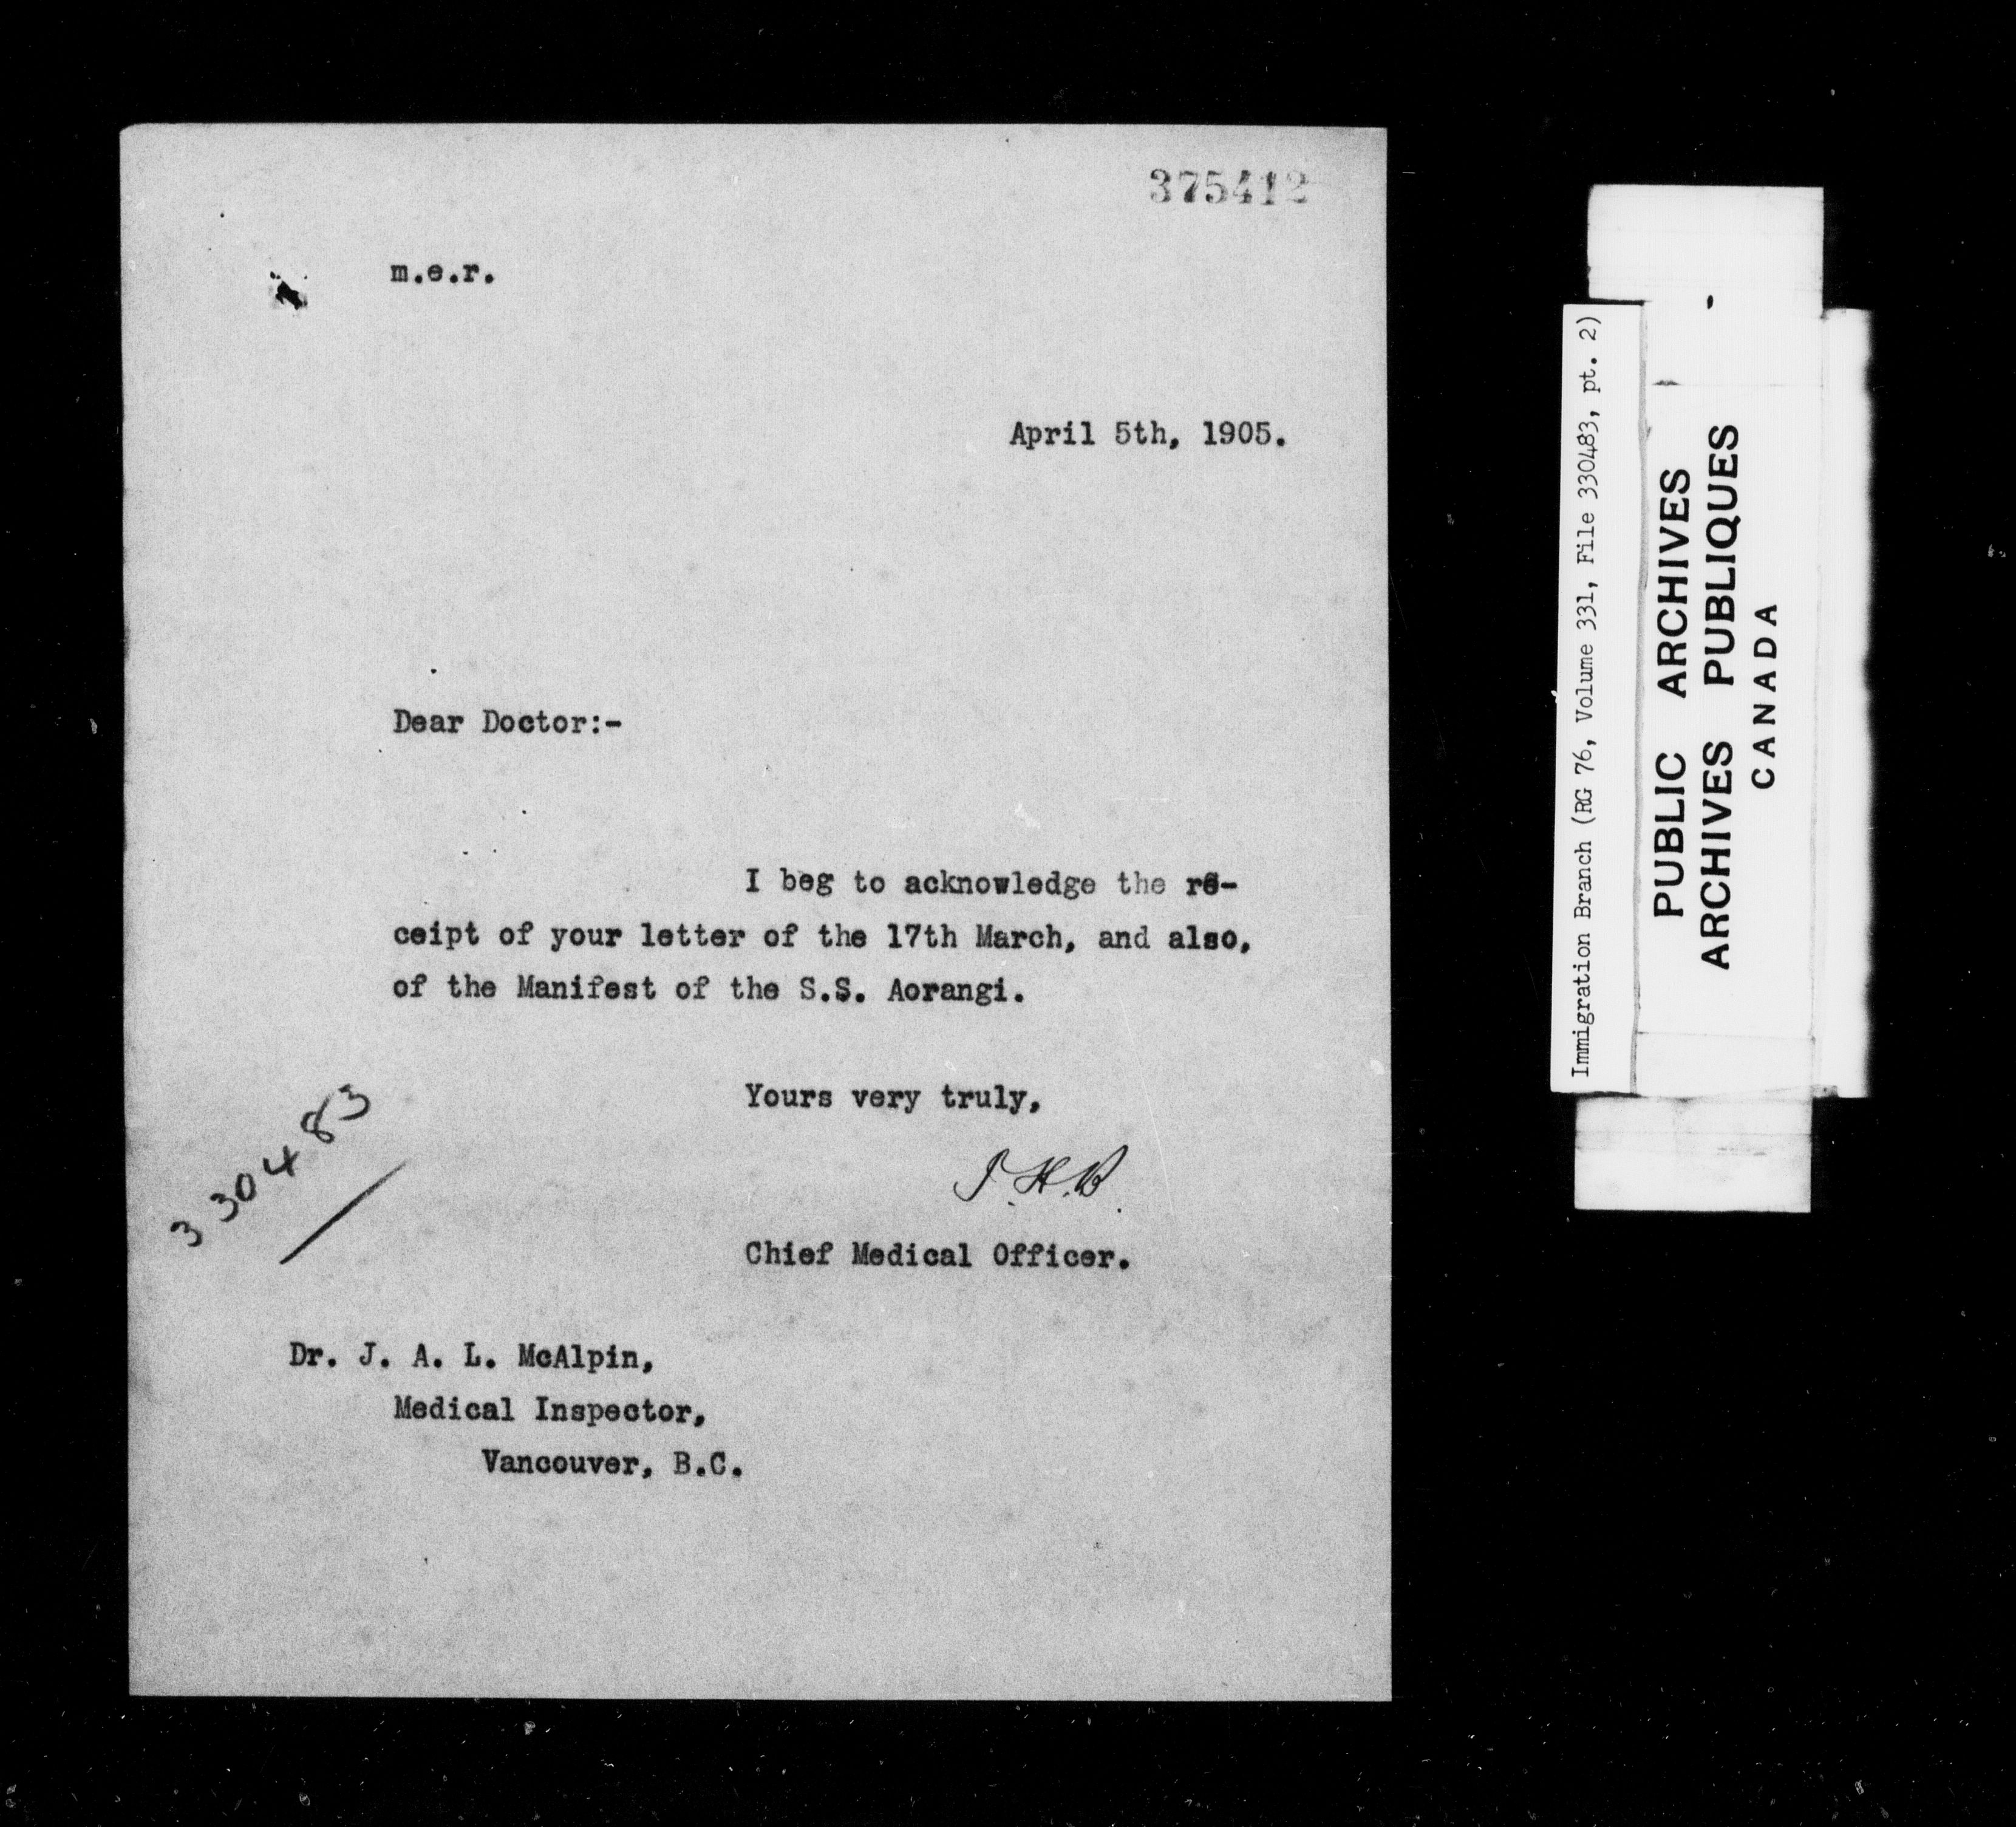 375412
m.e.r.
April 5th, 1905.
Dear Doctor:-
I beg to acknowledge the re-
ceipt of your letter of the 17th March, and also,
of the Manifest of the S.S. Aorangi.
Yours very truly,
P.H.B.
Chief Medical Officer.
330483
Dr. J. A. L. McAlpin,
Medical Inspector,
Vancouver, B.C.
Immigration Branch (RG 76, Volume 331, File 330483, pt. 2)
PUBLIC ARCHIVES
ARCHIVES PUBLIQUES
CANADA